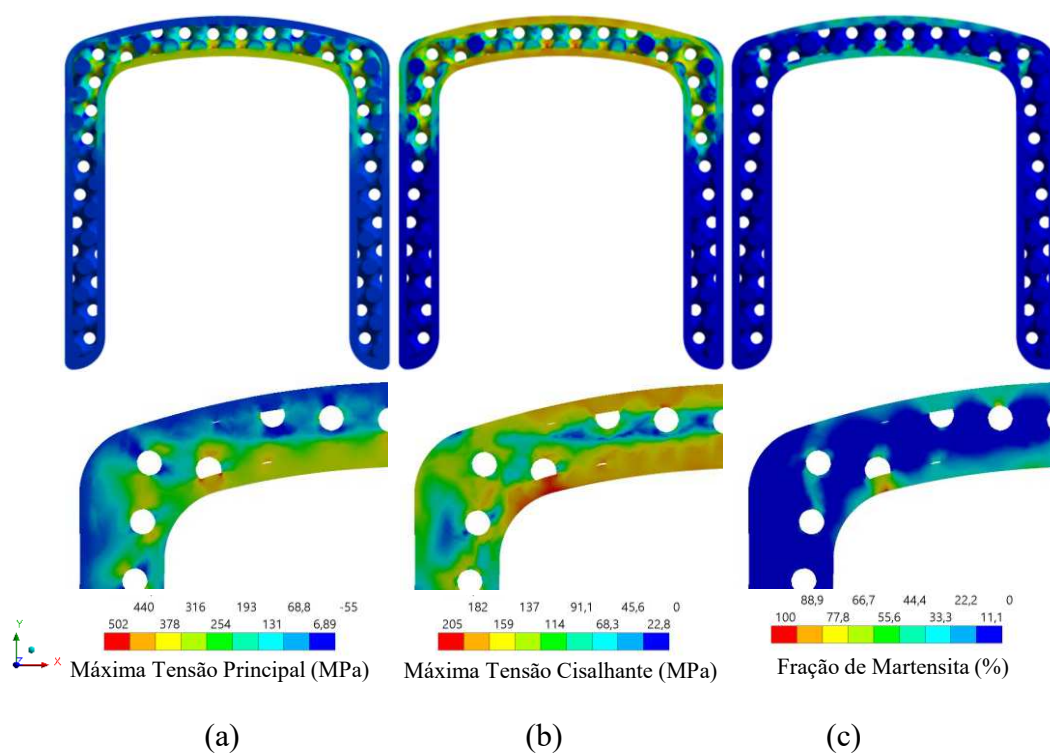 440 316 193 68,8 -55
502 378 254 131 6,89
Máxima Tensão Principal (MPa)
182 137 91,1 45,6 0
205 159 114 68,3 22,8
Máxima Tensão Cisalhante (MPa)
88,9 66,7 44,4 22,2 0
100 77,8 55,6 33,3 11,1
Fração de Martensita (%)
Y
Z
X
(a) (b) (c)